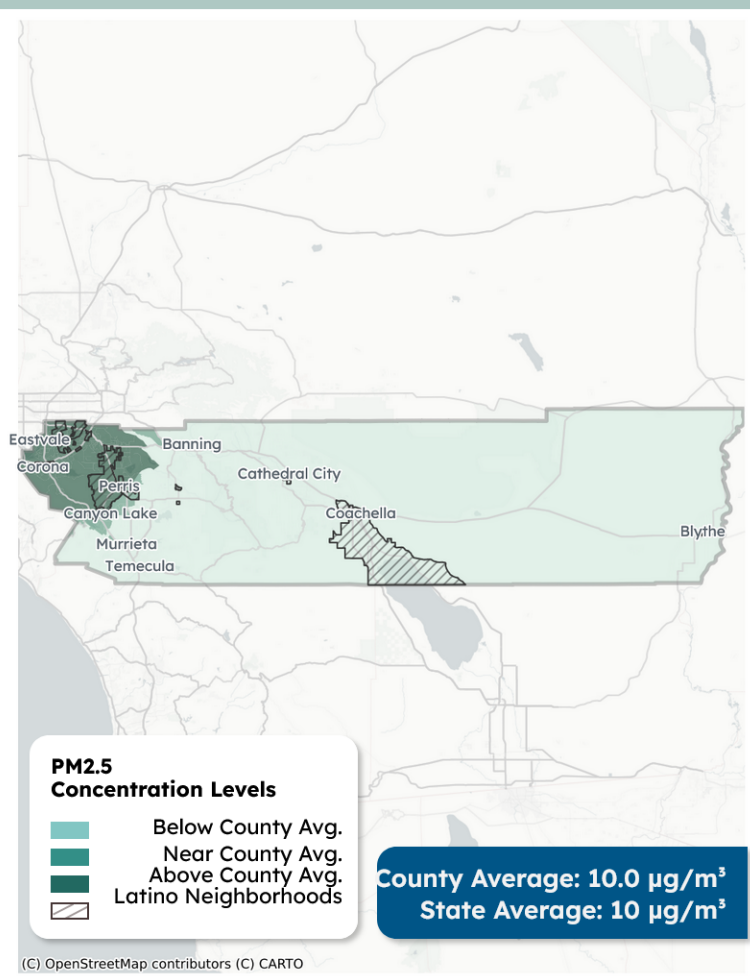 Eastvale
Banning
Corona
Cathedral City
Perris
Canyon Lake
Coachella
Blythe
Murrieta
Temecula
PM2.5
Concentration Levels
Below County Avg.
Near County Avg.
Above County Avg.
Latino Neighborhoods
County Average: 10.0 μg/m³
State Average: 10 μg/m³
(C) OpenStreetMap contributors (C) CARTO